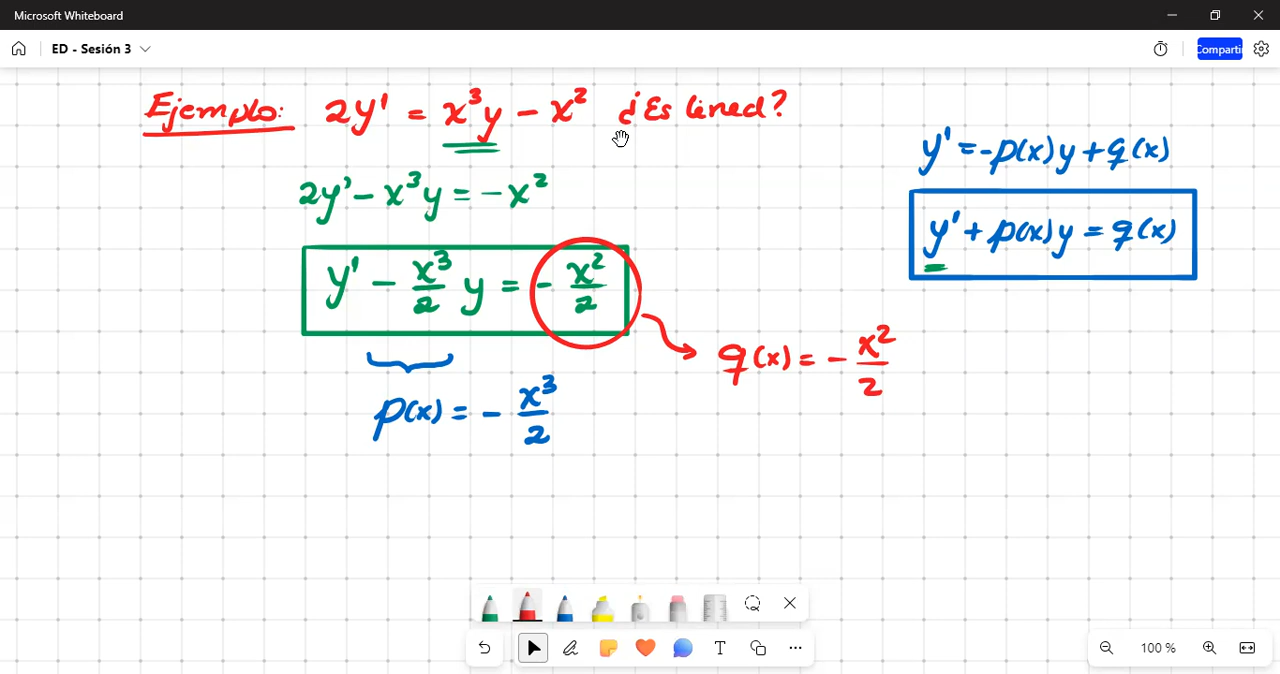 Microsoft Whiteboard
ED - Sesión 3
Comparti
Ejemplo: 2y' = x³y - x² ¿Es lineal?
y' = -p(x)y + q(x)
2y' - x³y = -x²
y' + p(x)y = q(x)
y' - x³/2 y = - x²/2
q(x) = - x²/2
p(x) = - x³/2
T
100 %